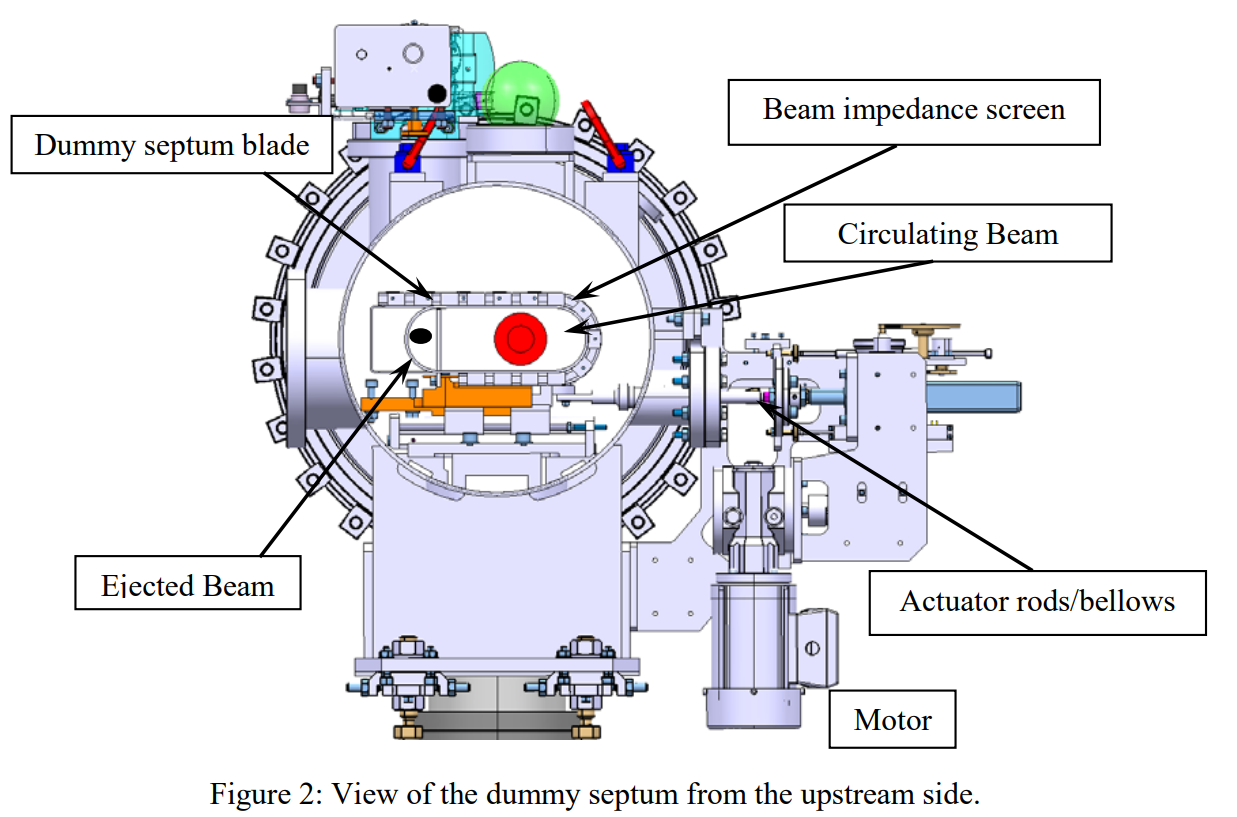 Beam impedance screen
Dummy septum blade
Circulating Beam
Ejected Beam
Actuator rods/bellows
Motor
Figure 2: View of the dummy septum from the upstream side.